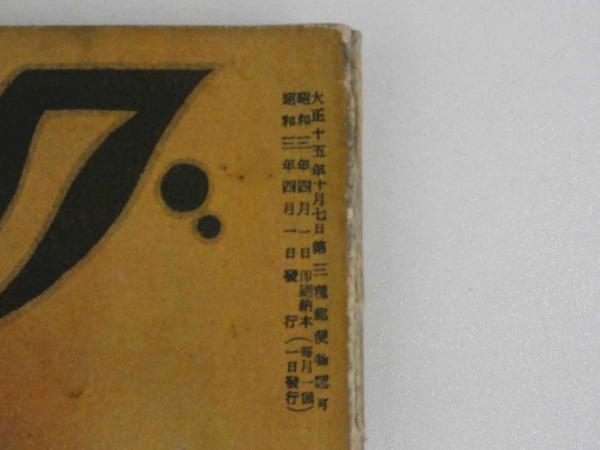 大正十五年十月七日第三種郵便物認可
昭和三年四月一日印刷納本（毎月一回）
昭和三年四月一日發行（一日發行）